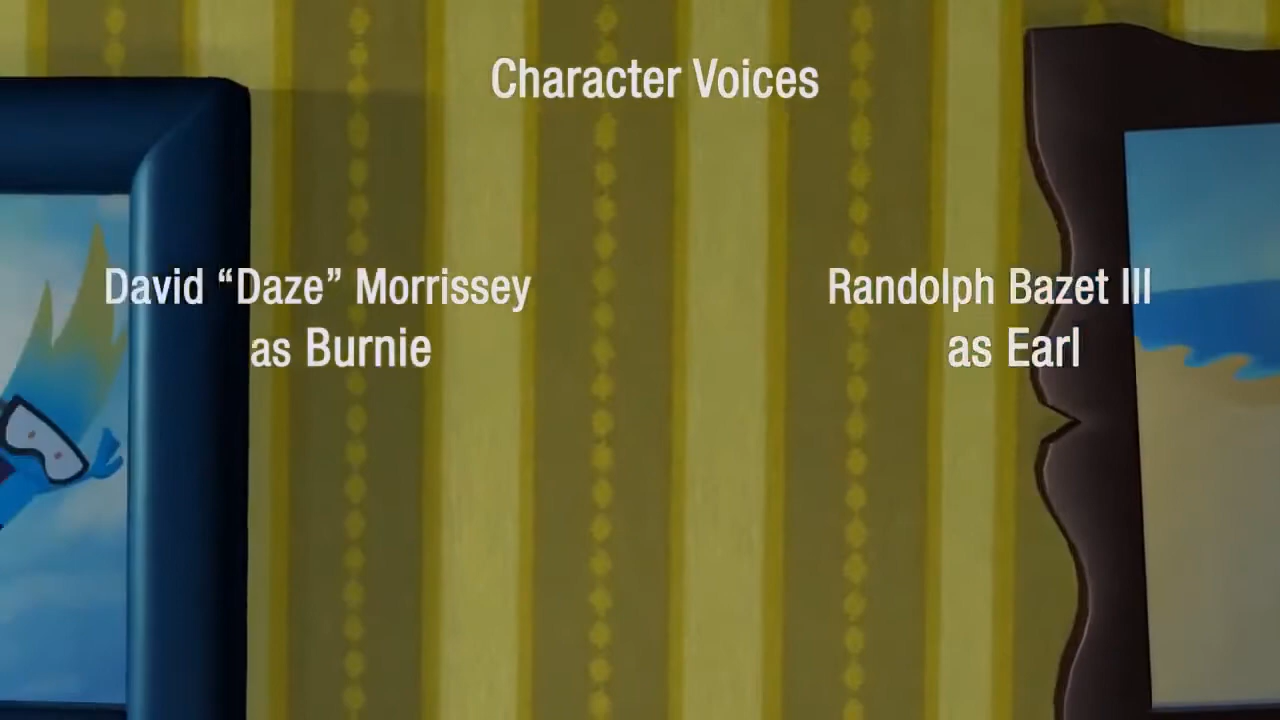 Character Voices
David “Daze” Morrissey
as Burnie
Randolph Bazet III
as Earl